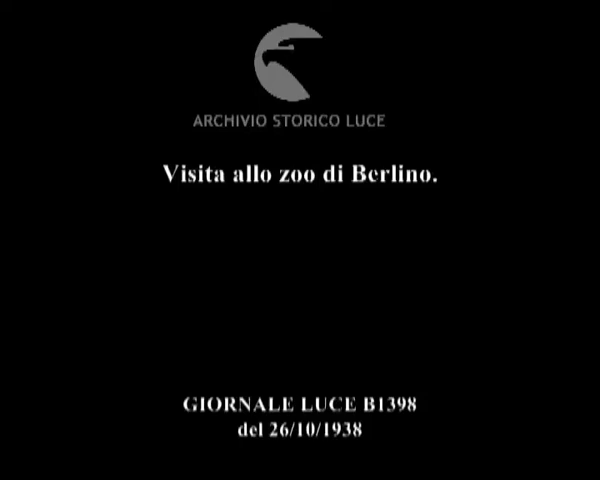 ARCHIVIO STORICO LUCE
Visita allo zoo di Berlino.
GIORNALE LUCE B1398
del 26/10/1938